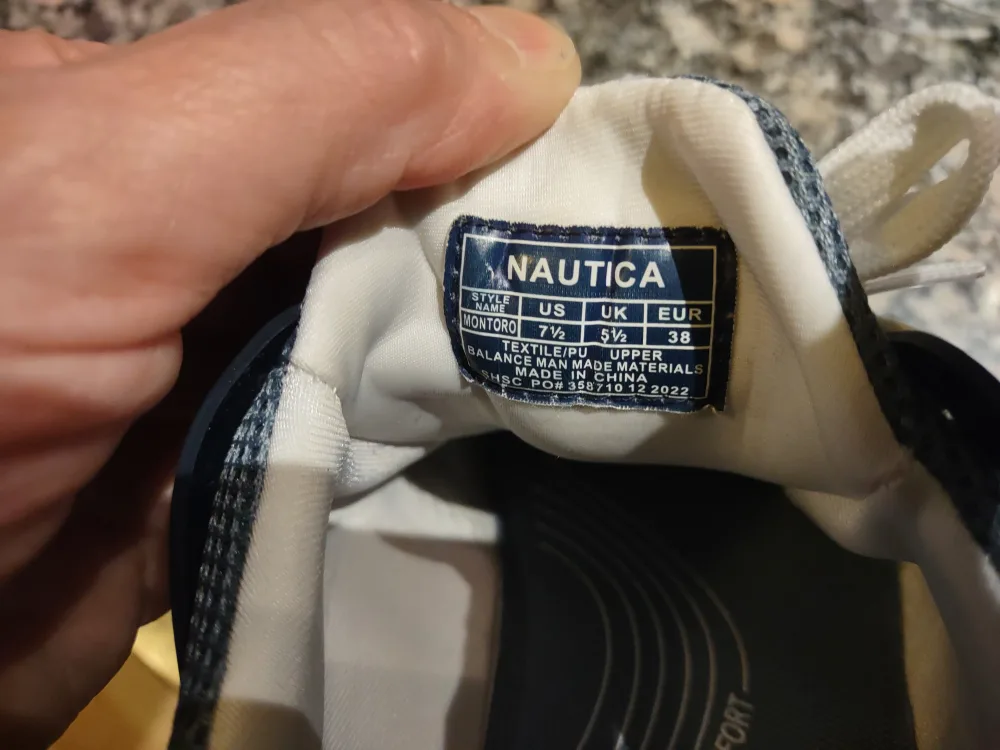 NAUTICA
STYLE NAME US UK EUR
MONTORO 7½ 5½ 38
TEXTILE/PU UPPER
BALANCE MAN MADE MATERIALS
MADE IN CHINA
SHSC PO# 358710 12 2022
FORT